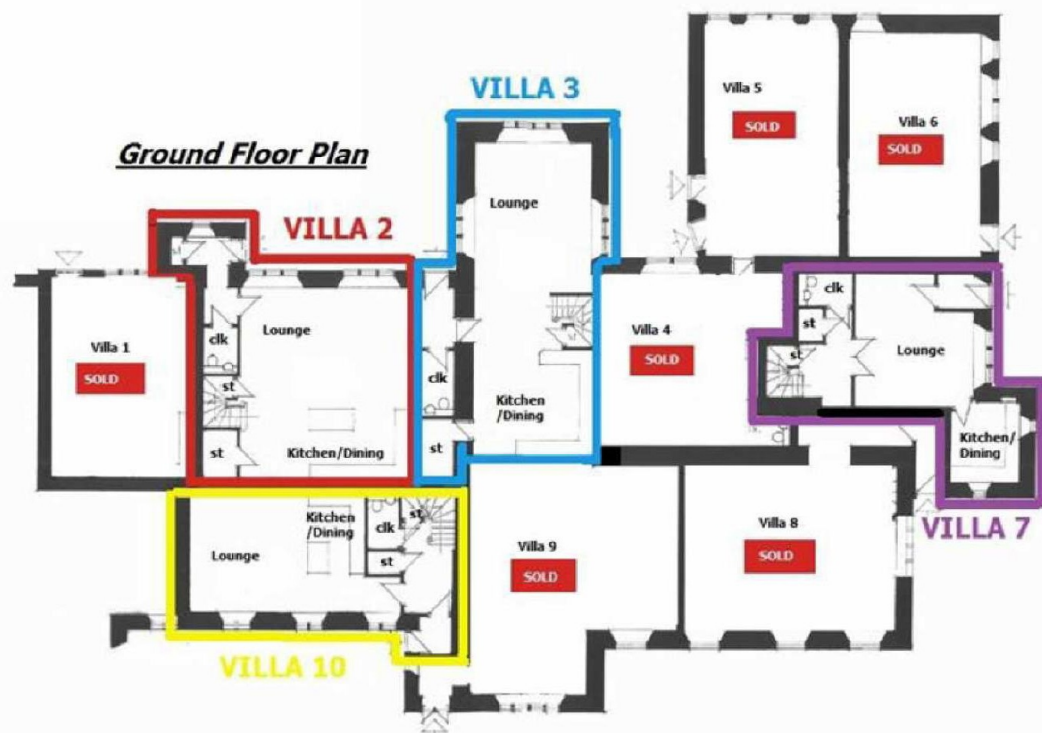 VILLA 3
Villa 5
SOLD
Villa 6
SOLD
Ground Floor Plan
Lounge
VILLA 2
clk
Lounge
clk
Villa 1
SOLD
st
st
Kitchen/Dining
clk
Kitchen
/Dining
st
Villa 4
SOLD
st
st
Lounge
Kitchen/
Dining
VILLA 7
Kitchen
/Dining
clk
st
st
Lounge
Villa 9
SOLD
Villa 8
SOLD
VILLA 10